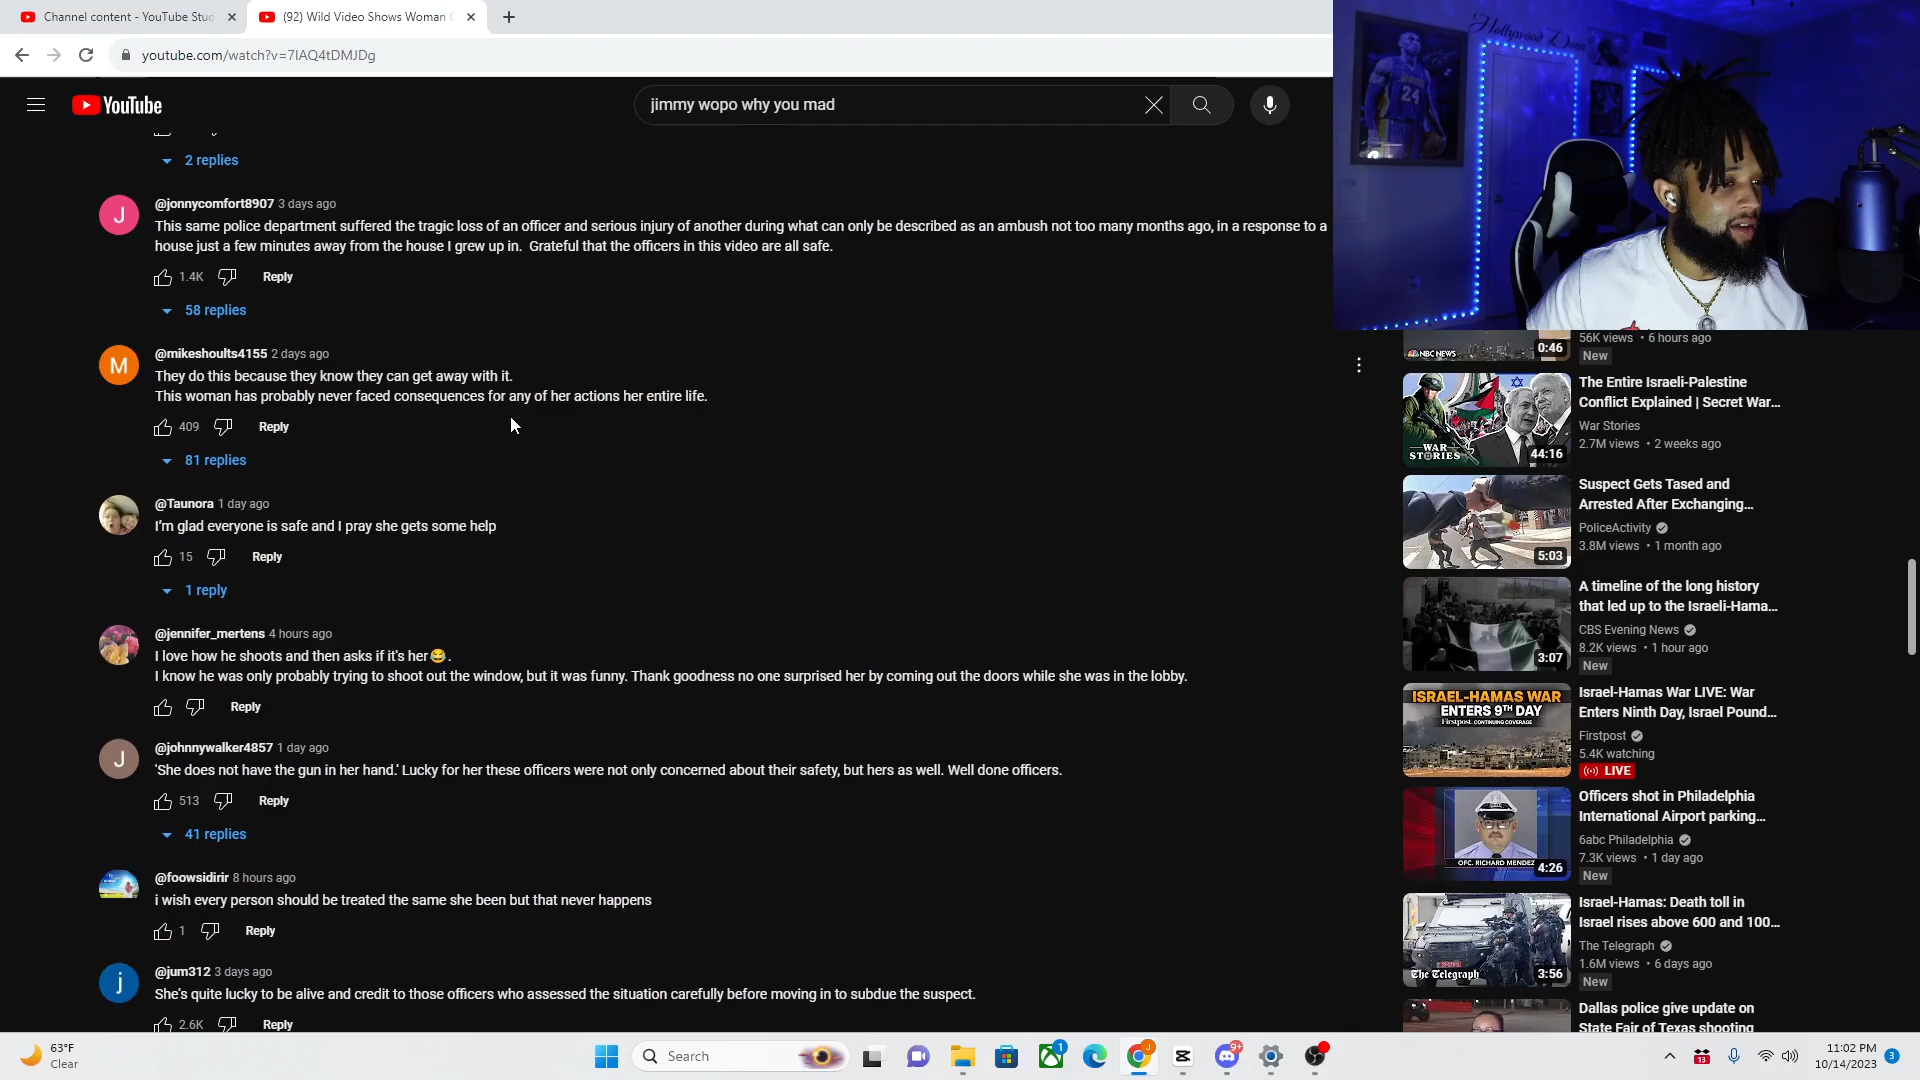 Channel content - YouTube Stud
(92) Wild Video Shows Woman
youtube.com/watch?v=7IAQ4tDMJDg
YouTube
jimmy wopo why you mad
2 replies
@jonnycomfort8907 3 days ago
This same police department suffered the tragic loss of an officer and serious injury of another during what can only be described as an ambush not too many months ago, in a response to a
house just a few minutes away from the house I grew up in. Grateful that the officers in this video are all safe.
1.4K Reply
58 replies
@mikeshoults4155 2 days ago
They do this because they know they can get away with it.
This woman has probably never faced consequences for any of her actions her entire life.
409 Reply
81 replies
@Taunora 1 day ago
I'm glad everyone is safe and I pray she gets some help
15 Reply
1 reply
@jennifer_mertens 4 hours ago
I love how he shoots and then asks if it's her😂.
I know he was only probably trying to shoot out the window, but it was funny. Thank goodness no one surprised her by coming out the doors while she was in the lobby.
Reply
@johnnywalker4857 1 day ago
'She does not have the gun in her hand.' Lucky for her these officers were not only concerned about their safety, but hers as well. Well done officers.
513 Reply
41 replies
@foowsidirir 8 hours ago
i wish every person should be treated the same she been but that never happens
1 Reply
@jum312 3 days ago
She's quite lucky to be alive and credit to those officers who assessed the situation carefully before moving in to subdue the suspect.
2.6K Reply
J
M
J
j
Hollywood
24
NBC NEWS
0:46
56K views • 6 hours ago
New
WAR
STORIES
44:16
The Entire Israeli-Palestine
Conflict Explained | Secret War...
War Stories
2.7M views • 2 weeks ago
5:03
Suspect Gets Tased and
Arrested After Exchanging...
PoliceActivity
3.8M views • 1 month ago
3:07
A timeline of the long history
that led up to the Israeli-Hama...
CBS Evening News
8.2K views • 1 hour ago
New
ISRAEL-HAMAS WAR
ENTERS 9TH DAY
Firstpost. CONTINUING COVERAGE
Israel-Hamas War LIVE: War
Enters Ninth Day, Israel Pound...
Firstpost
5.4K watching
LIVE
OFC. RICHARD MENDEZ
4:26
Officers shot in Philadelphia
International Airport parking...
6abc Philadelphia
7.3K views • 1 day ago
New
The Telegraph
3:56
Israel-Hamas: Death toll in
Israel rises above 600 and 100...
The Telegraph
1.6M views • 6 days ago
New
Dallas police give update on
State Fair of Texas shooting
63°F
Clear
Search
1
J
9+
13
11:02 PM
10/14/2023
3